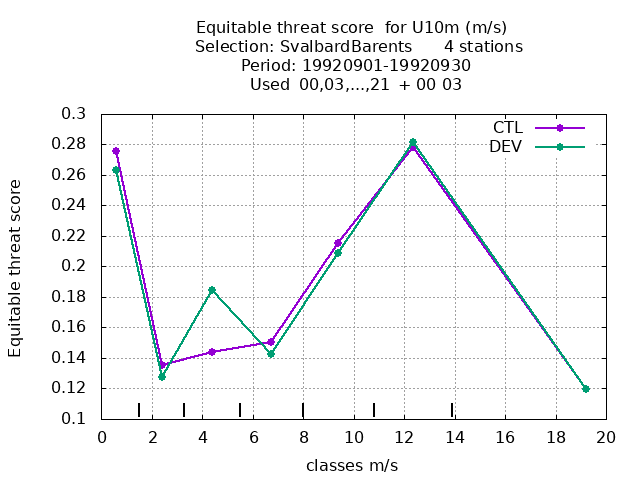 Equitable threat score  for U10m (m/s)
Selection: SvalbardBarents      4 stations
Period: 19920901-19920930
Used  00,03,...,21  + 00 03
CTL
DEV
Equitable threat score
0.3
0.28
0.26
0.24
0.22
0.2
0.18
0.16
0.14
0.12
0.1
0 2 4 6 8 10 12 14 16 18 20
classes m/s